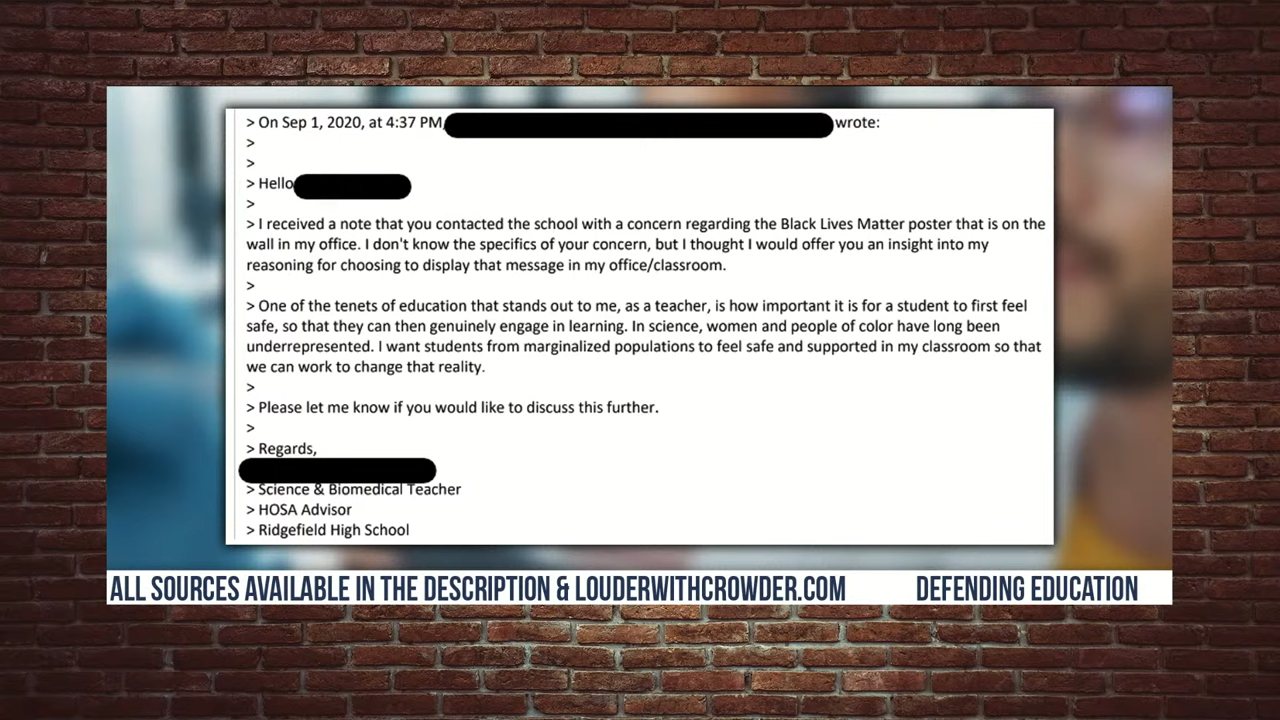 > On Sep 1, 2020, at 4:37 PM, wrote:
>
>
> Hello
>
> I received a note that you contacted the school with a concern regarding the Black Lives Matter poster that is on the
wall in my office. I don't know the specifics of your concern, but I thought I would offer you an insight into my
reasoning for choosing to display that message in my office/classroom.
>
> One of the tenets of education that stands out to me, as a teacher, is how important it is for a student to first feel
safe, so that they can then genuinely engage in learning. In science, women and people of color have long been
underrepresented. I want students from marginalized populations to feel safe and supported in my classroom so that
we can work to change that reality.
>
> Please let me know if you would like to discuss this further.
>
> Regards,
> Science & Biomedical Teacher
> HOSA Advisor
> Ridgefield High School
ALL SOURCES AVAILABLE IN THE DESCRIPTION & LOUDERWITHCROWDER.COM DEFENDING EDUCATION